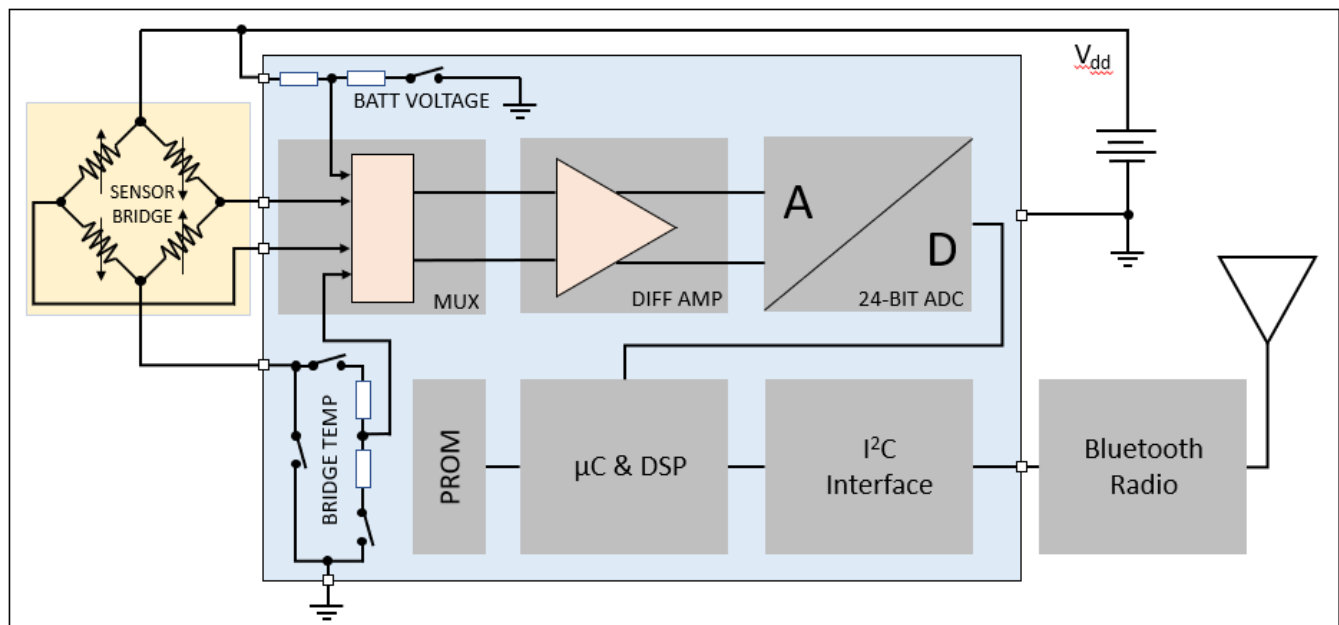 V_dd
BATT VOLTAGE
SENSOR
BRIDGE
A
D
MUX
DIFF AMP
24-BIT ADC
BRIDGE TEMP
PROM
µC & DSP
I²C
Interface
Bluetooth
Radio